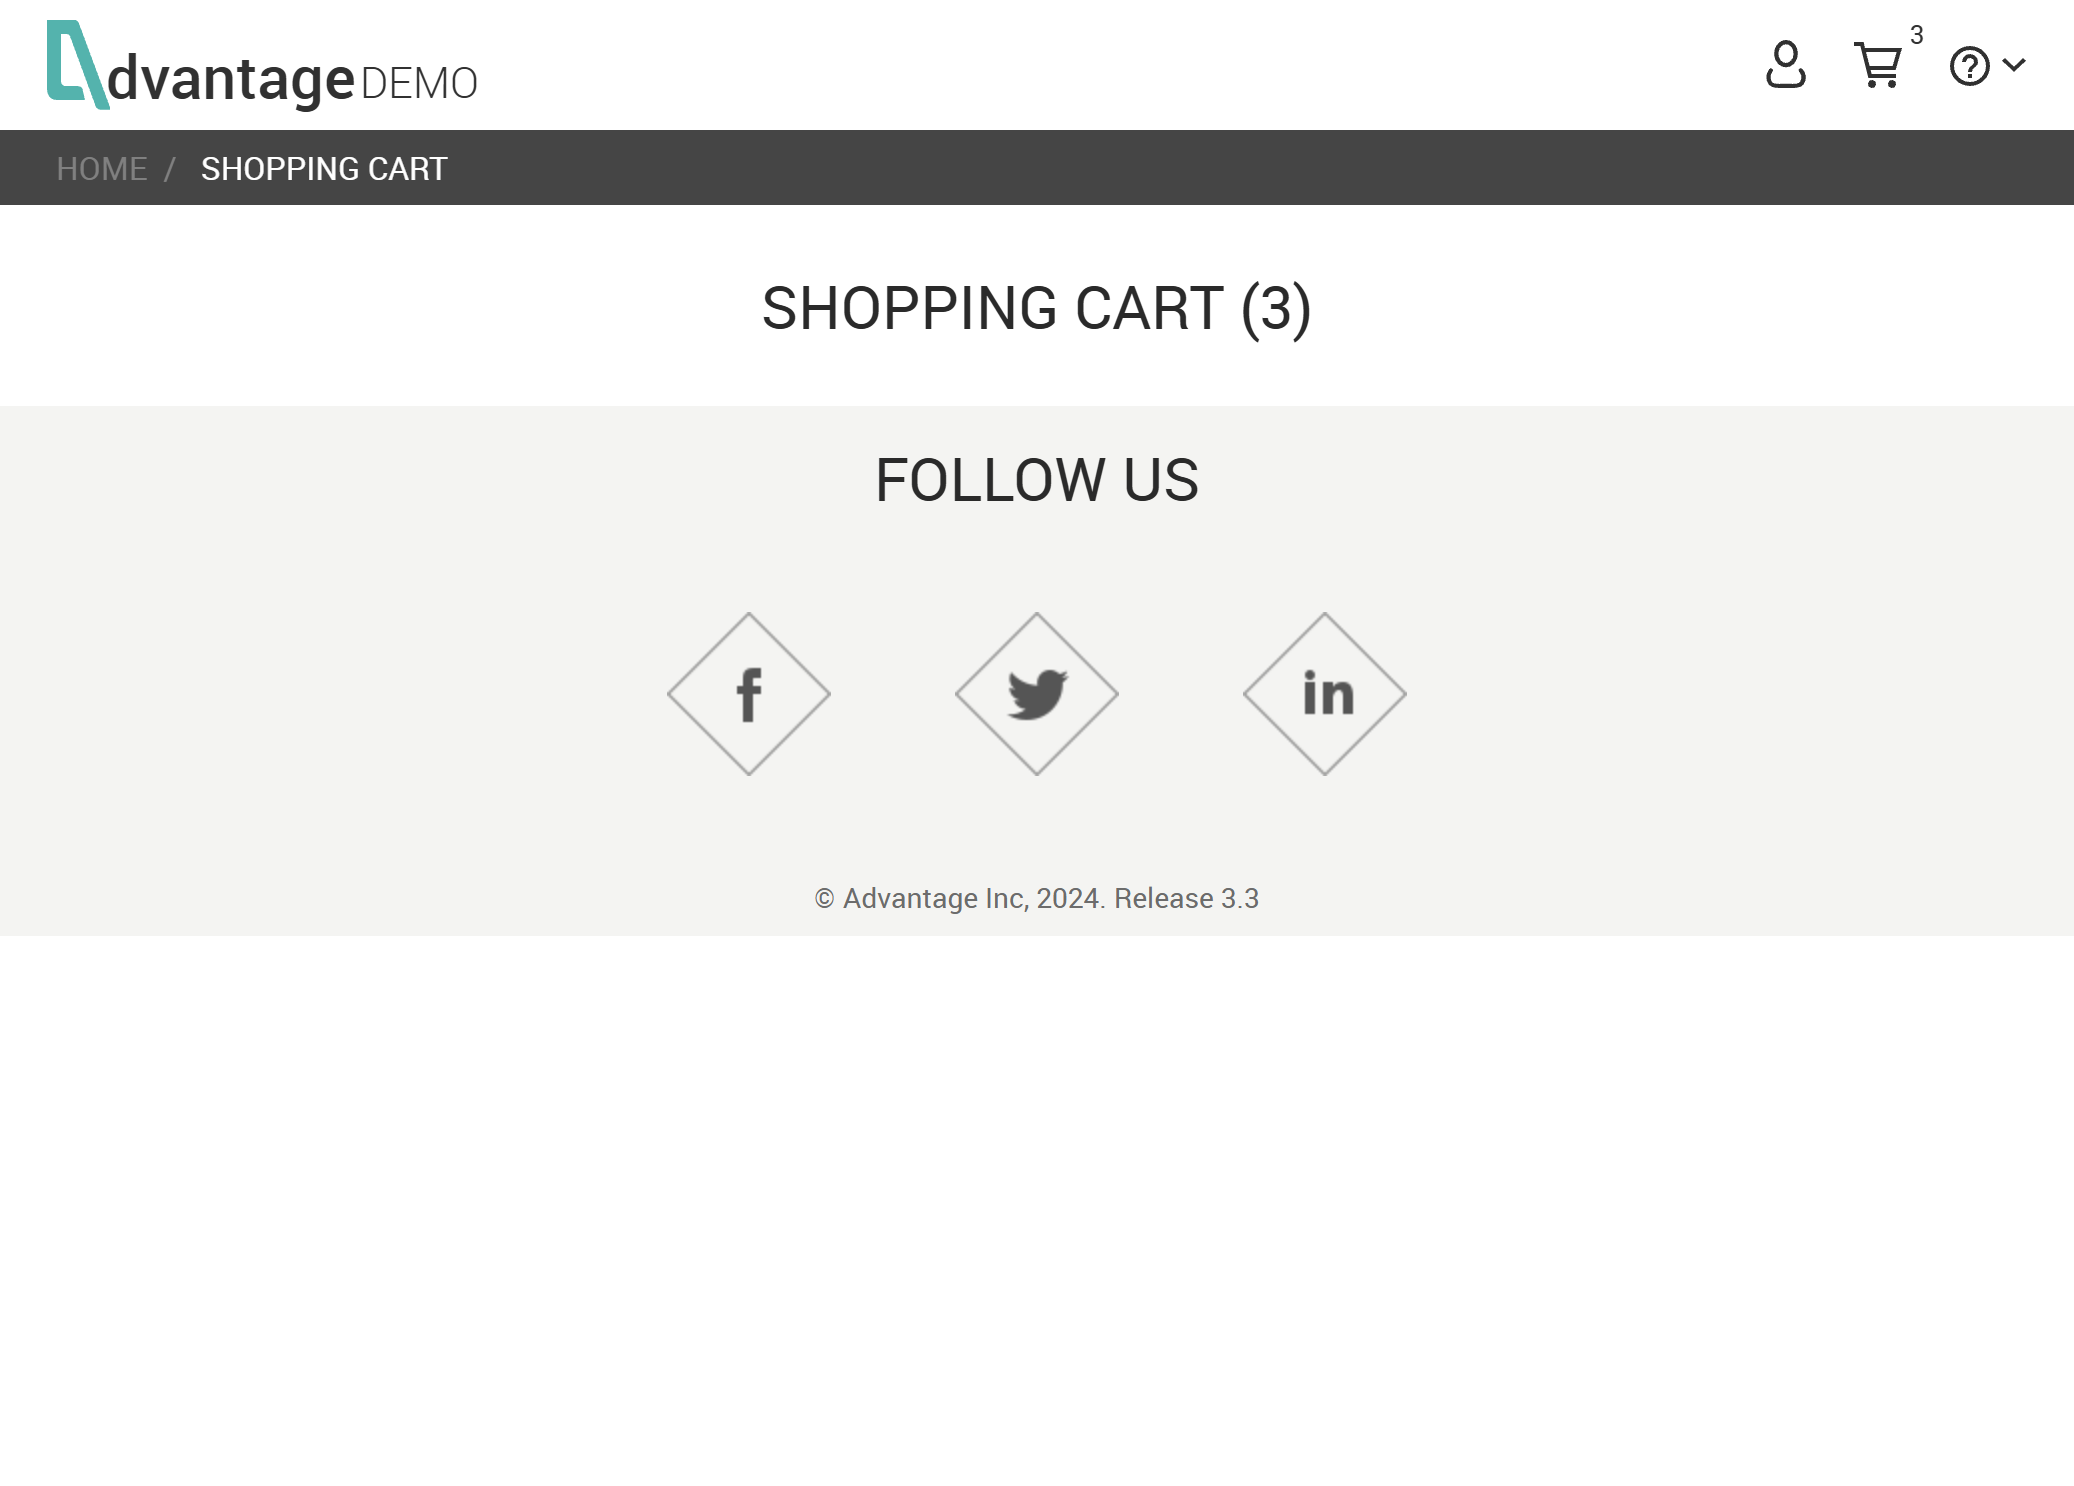 dvantage DEMO
3
HOME / SHOPPING CART
SHOPPING CART (3)
FOLLOW US
f
in
© Advantage Inc, 2024. Release 3.3